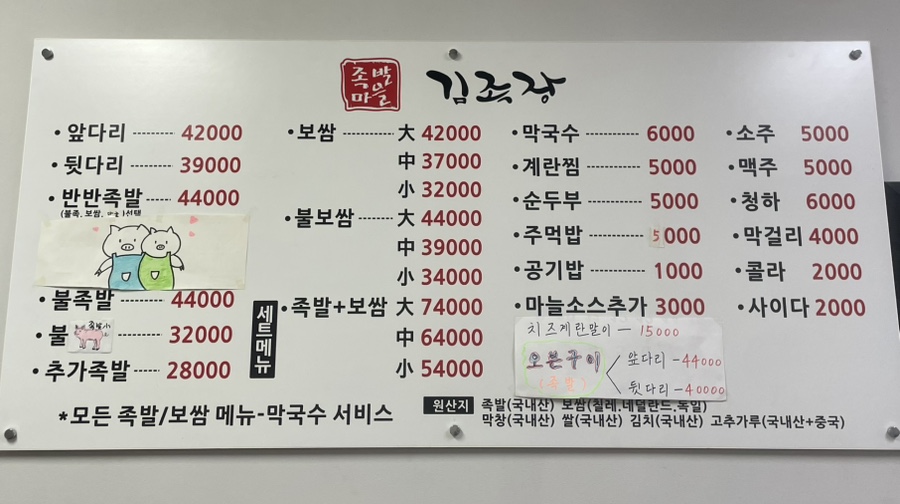 족발
마을
김족장
• 앞다리 -------- 42000
• 뒷다리 -------- 39000
• 반반족발 ----- 44000
(불족, 보쌈, )선택
• 불족발 ----- 44000
• 불 ----- 32000
• 추가족발 ---- 28000
• 보쌈 --------- 大 42000
中 37000
小 32000
• 불보쌈 ------ 大 44000
中 39000
小 34000
세트메뉴
• 족발+보쌈 大 74000
中 64000
小 54000
• 막국수 -------- 6000
• 계란찜 --------- 5000
• 순두부 --------- 5000
• 주먹밥 ------- 5000
• 공기밥 -------- 1000
• 마늘소스추가 3000
치즈계란말이 — 15000
오븐구이
(족발)
앞다리 -44000
뒷다리 -40000
• 소주 5000
• 맥주 5000
• 청하 6000
• 막걸리 4000
• 콜라 2000
• 사이다 2000
*모든 족발/보쌈 메뉴-막국수 서비스
원산지 족발(국내산) 보쌈(칠레.네덜란드.독일)
막창(국내산) 쌀(국내산) 김치(국내산) 고추가루(국내산+중국)